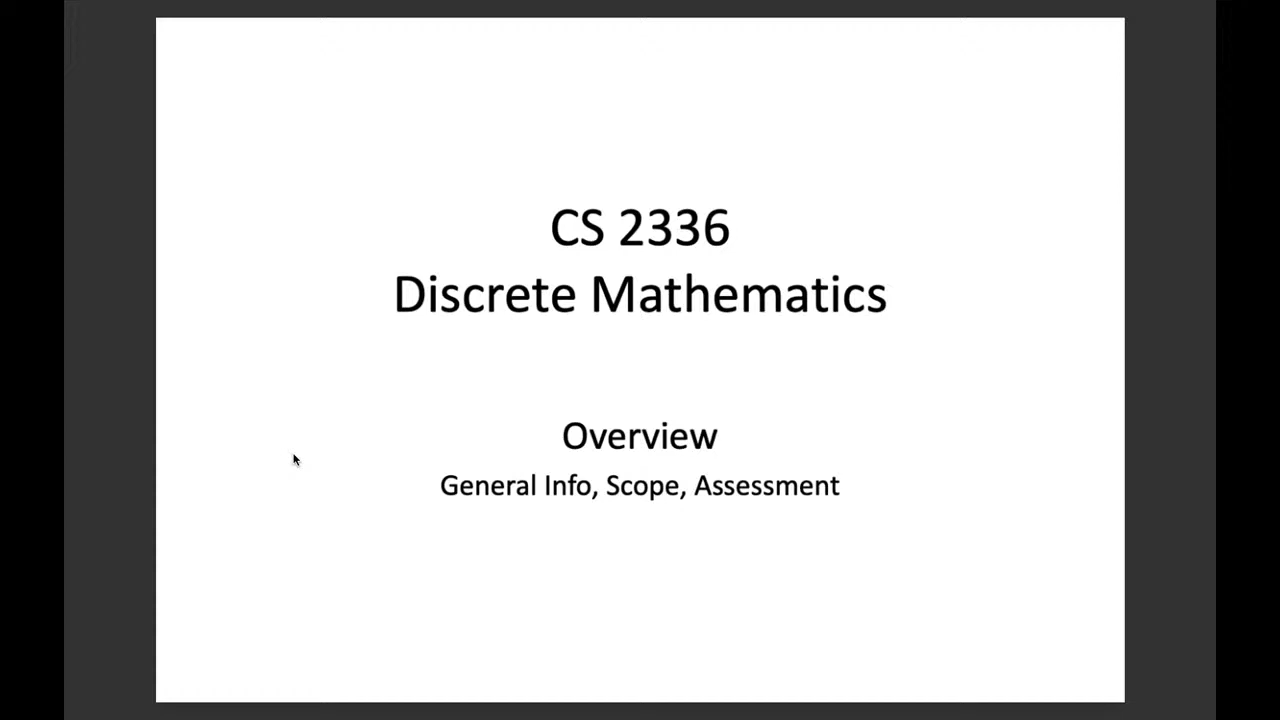 CS 2336
Discrete Mathematics
Overview
General Info, Scope, Assessment